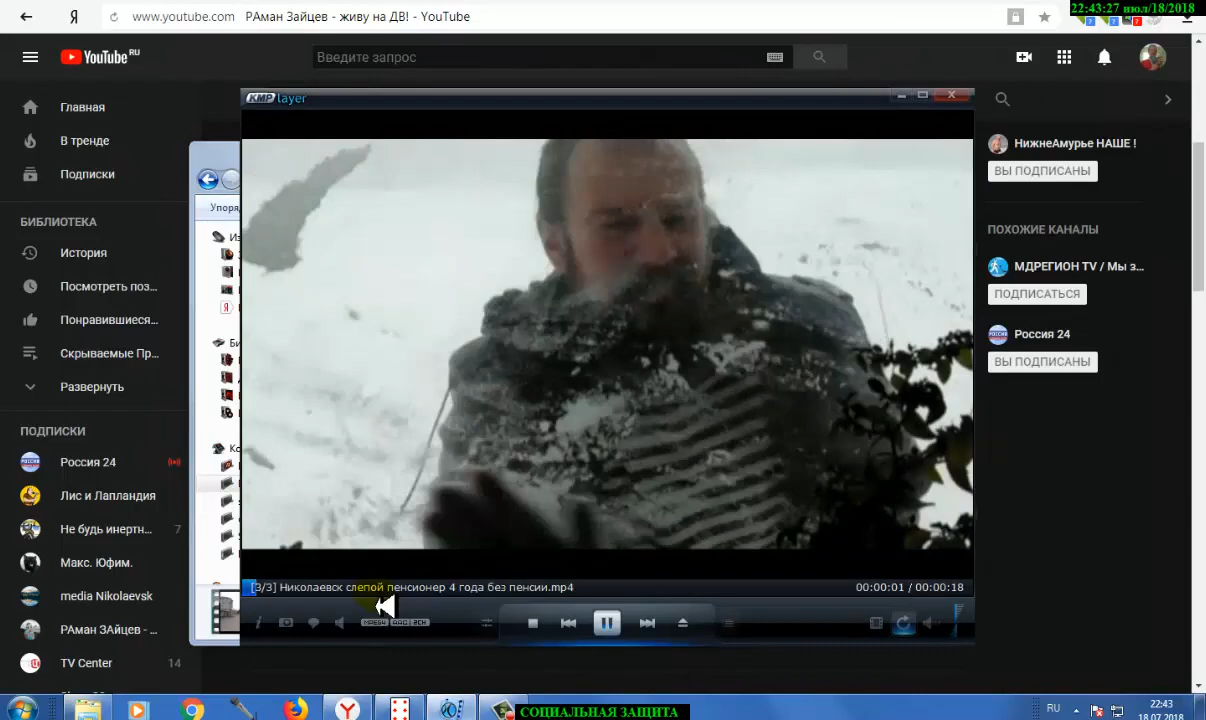 22:43:27 июл/18/2018
www.youtube.com РАман Зайцев - живу на ДВ! - YouTube
YouTube RU
Введите запрос
Главная
В тренде
Подписки
БИБЛИОТЕКА
История
Посмотреть поз...
Понравившиеся...
Скрываемые Пр...
Развернуть
ПОДПИСКИ
Россия 24
Лис и Лапландия
Не будь инертн... 7
Макс. Юфим.
media Nikolaevsk
РАман ЗАйцев - ...
TV Center 14
Упоря
Из
Би
Ко
KMPlayer
[3/3] Николаевск слепой пенсионер 4 года без пенсии.mp4
00:00:01 / 00:00:18
НижнеАмурье НАШЕ !
ВЫ ПОДПИСАНЫ
ПОХОЖИЕ КАНАЛЫ
МДРЕГИОН TV / Мы з...
ПОДПИСАТЬСЯ
Россия 24
ВЫ ПОДПИСАНЫ
СОЦИАЛЬНАЯ ЗАЩИТА
RU
22:43
18.07.2018